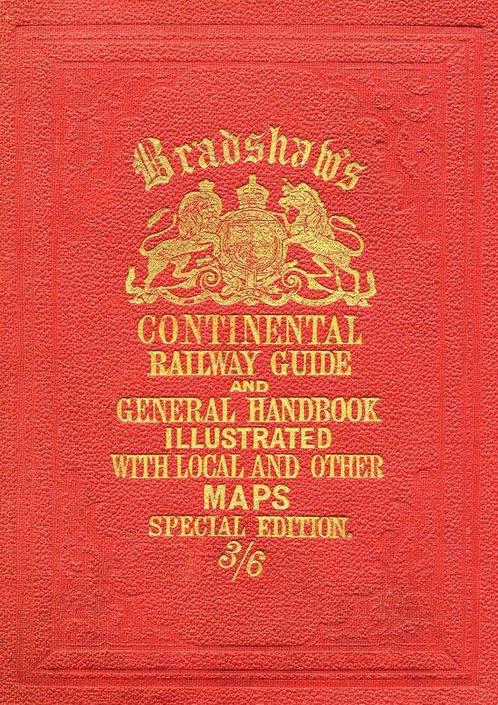 Bradshaw's
CONTINENTAL
RAILWAY GUIDE
AND
GENERAL HANDBOOK
ILLUSTRATED
WITH LOCAL AND OTHER
MAPS
SPECIAL EDITION.
3/6